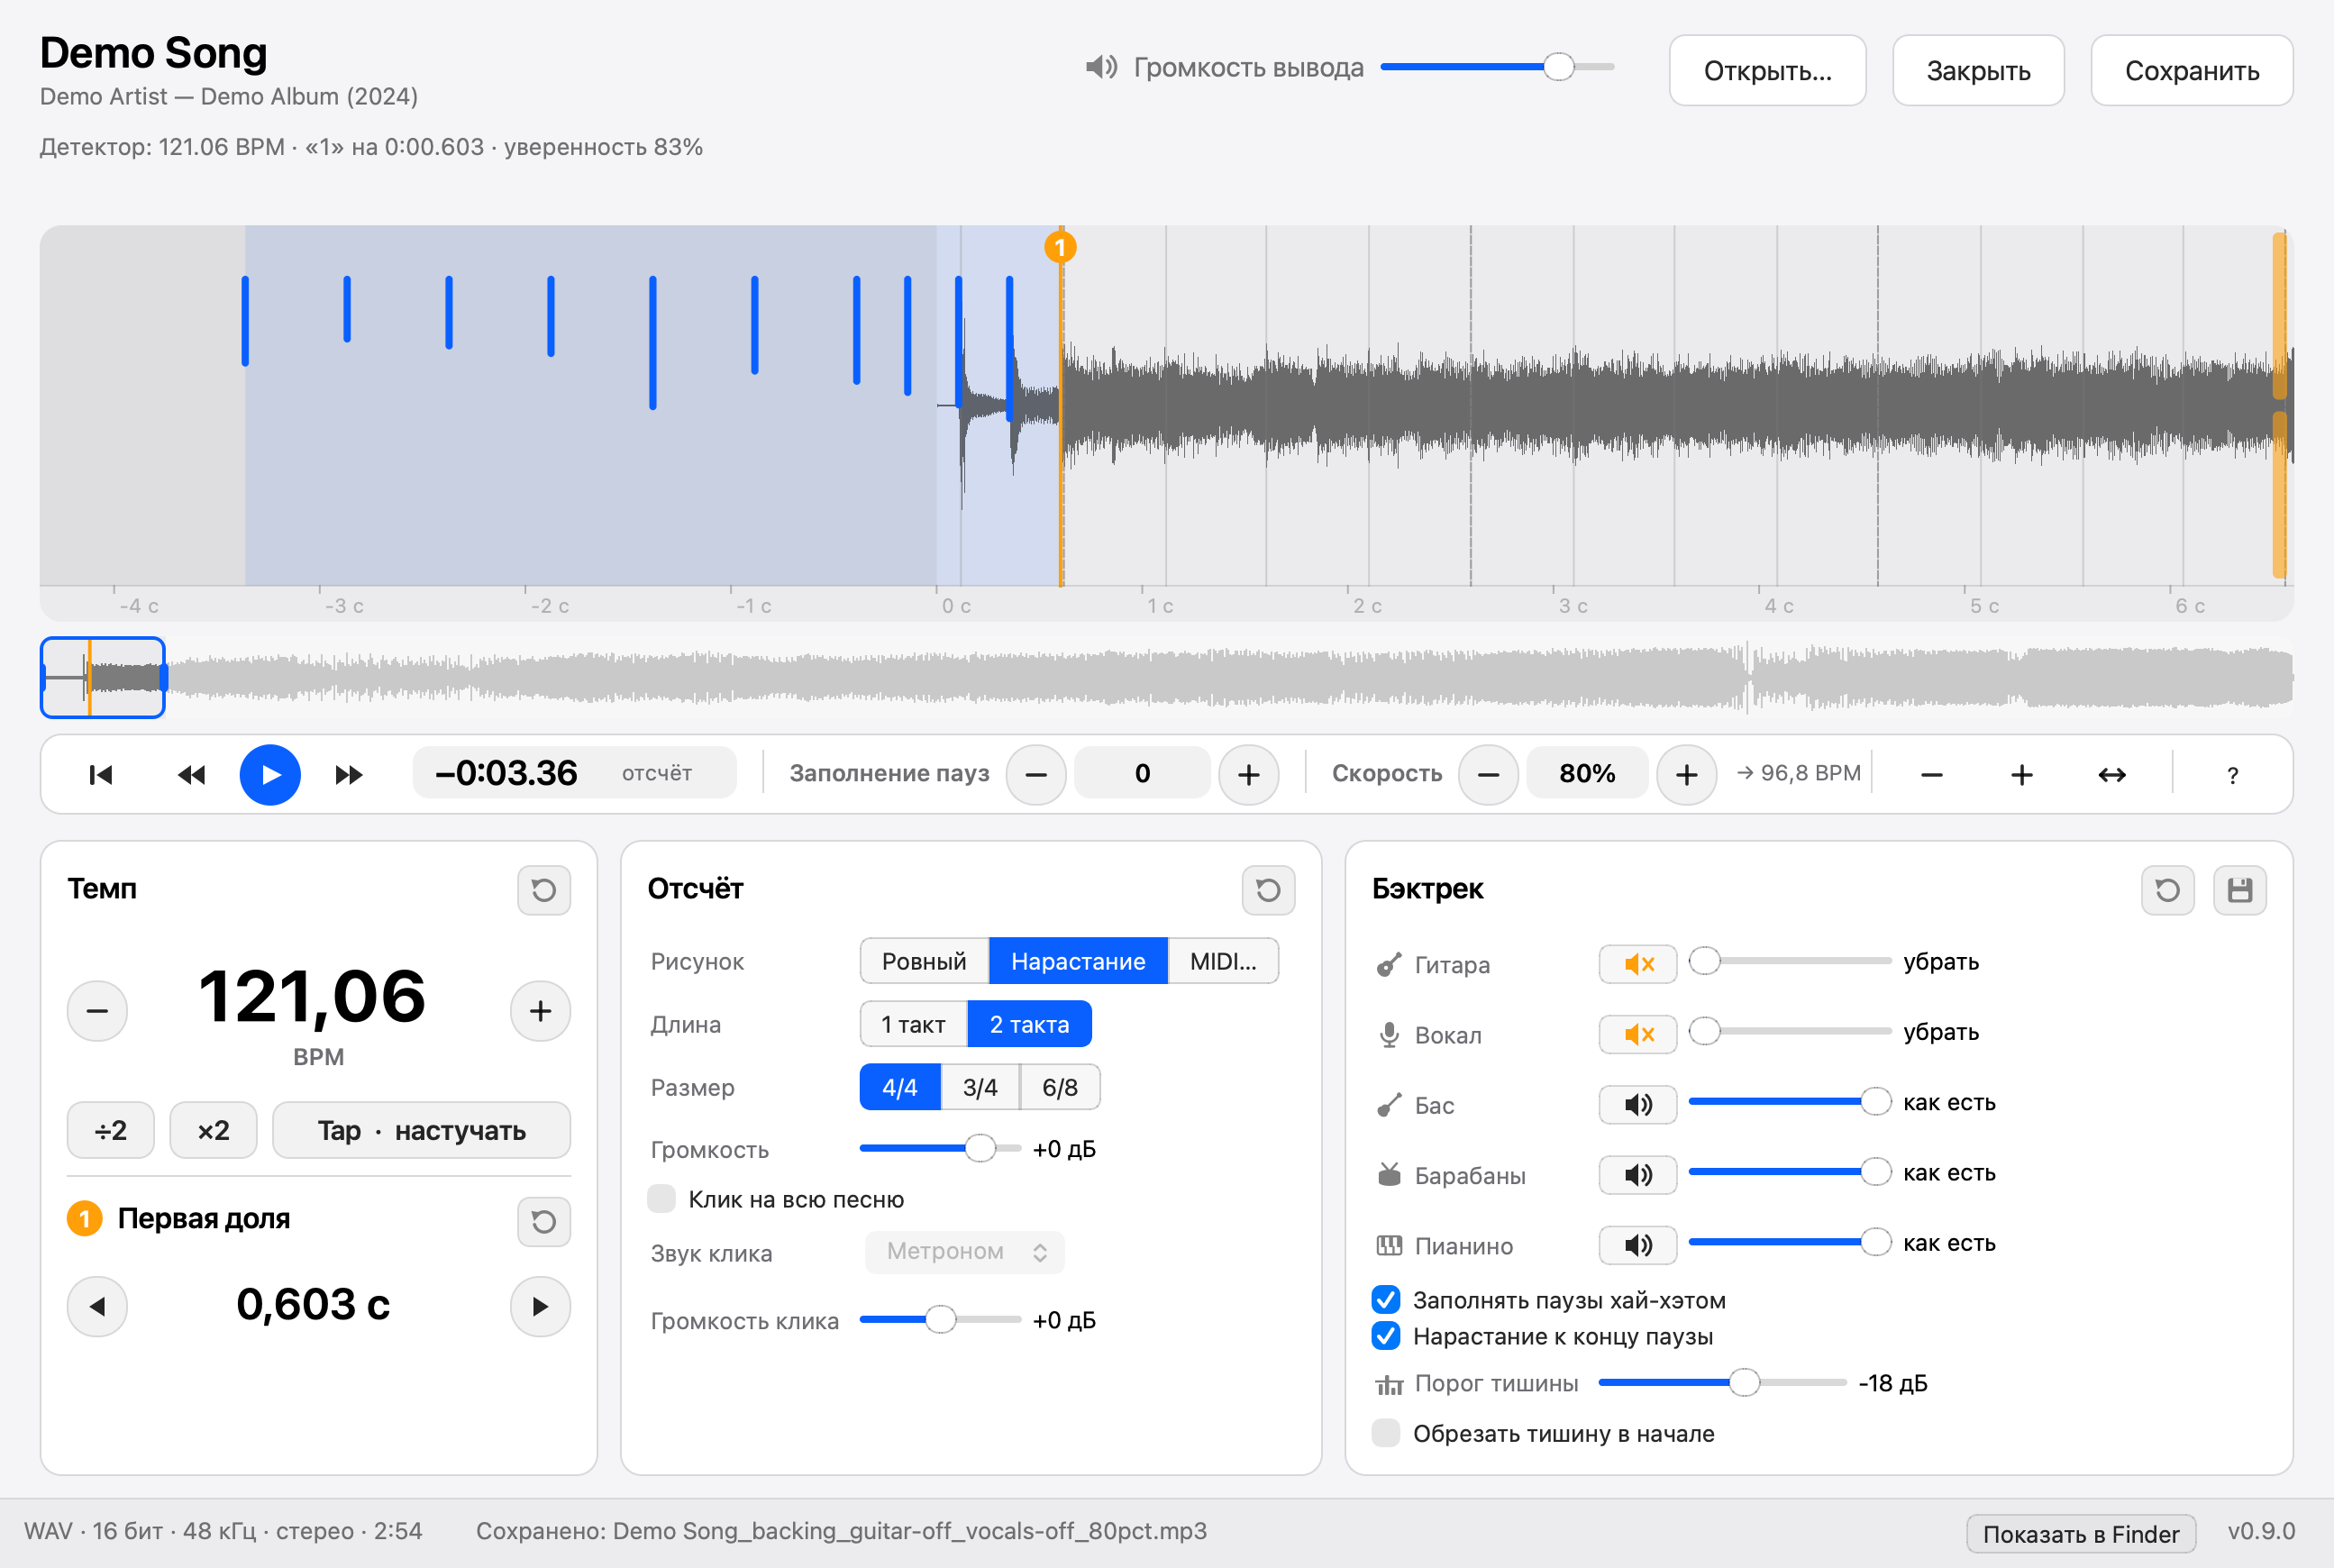 Demo Song
Demo Artist — Demo Album (2024)
Детектор: 121.06 BPM · «1» на 0:00.603 · уверенность 83%
Громкость вывода
Открыть...
Закрыть
Сохранить
1
-4 с -3 с -2 с -1 с 0 с 1 с 2 с 3 с 4 с 5 с 6 с
−0:03.36 отсчёт Заполнение пауз − 0 + Скорость − 80% + → 96,8 BPM − + ↔ ?
Темп
− 121,06 +
BPM
÷2 ×2 Tap · настучать
1 Первая доля
0,603 с
Отсчёт
Рисунок Ровный Нарастание MIDI...
Длина 1 такт 2 такта
Размер 4/4 3/4 6/8
Громкость +0 дБ
Клик на всю песню
Звук клика Метроном
Громкость клика +0 дБ
Бэктрек
Гитара убрать
Вокал убрать
Бас как есть
Барабаны как есть
Пианино как есть
Заполнять паузы хай-хэтом
Нарастание к концу паузы
Порог тишины -18 дБ
Обрезать тишину в начале
WAV · 16 бит · 48 кГц · стерео · 2:54
Сохранено: Demo Song_backing_guitar-off_vocals-off_80pct.mp3
Показать в Finder
v0.9.0